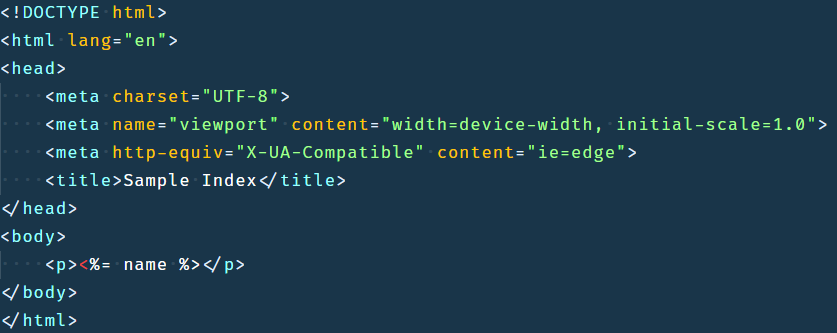 <!DOCTYPE html>
<html lang="en">
<head>
    <meta charset="UTF-8">
    <meta name="viewport" content="width=device-width, initial-scale=1.0">
    <meta http-equiv="X-UA-Compatible" content="ie=edge">
    <title>Sample Index</title>
</head>
<body>
    <p><%= name %></p>
</body>
</html>